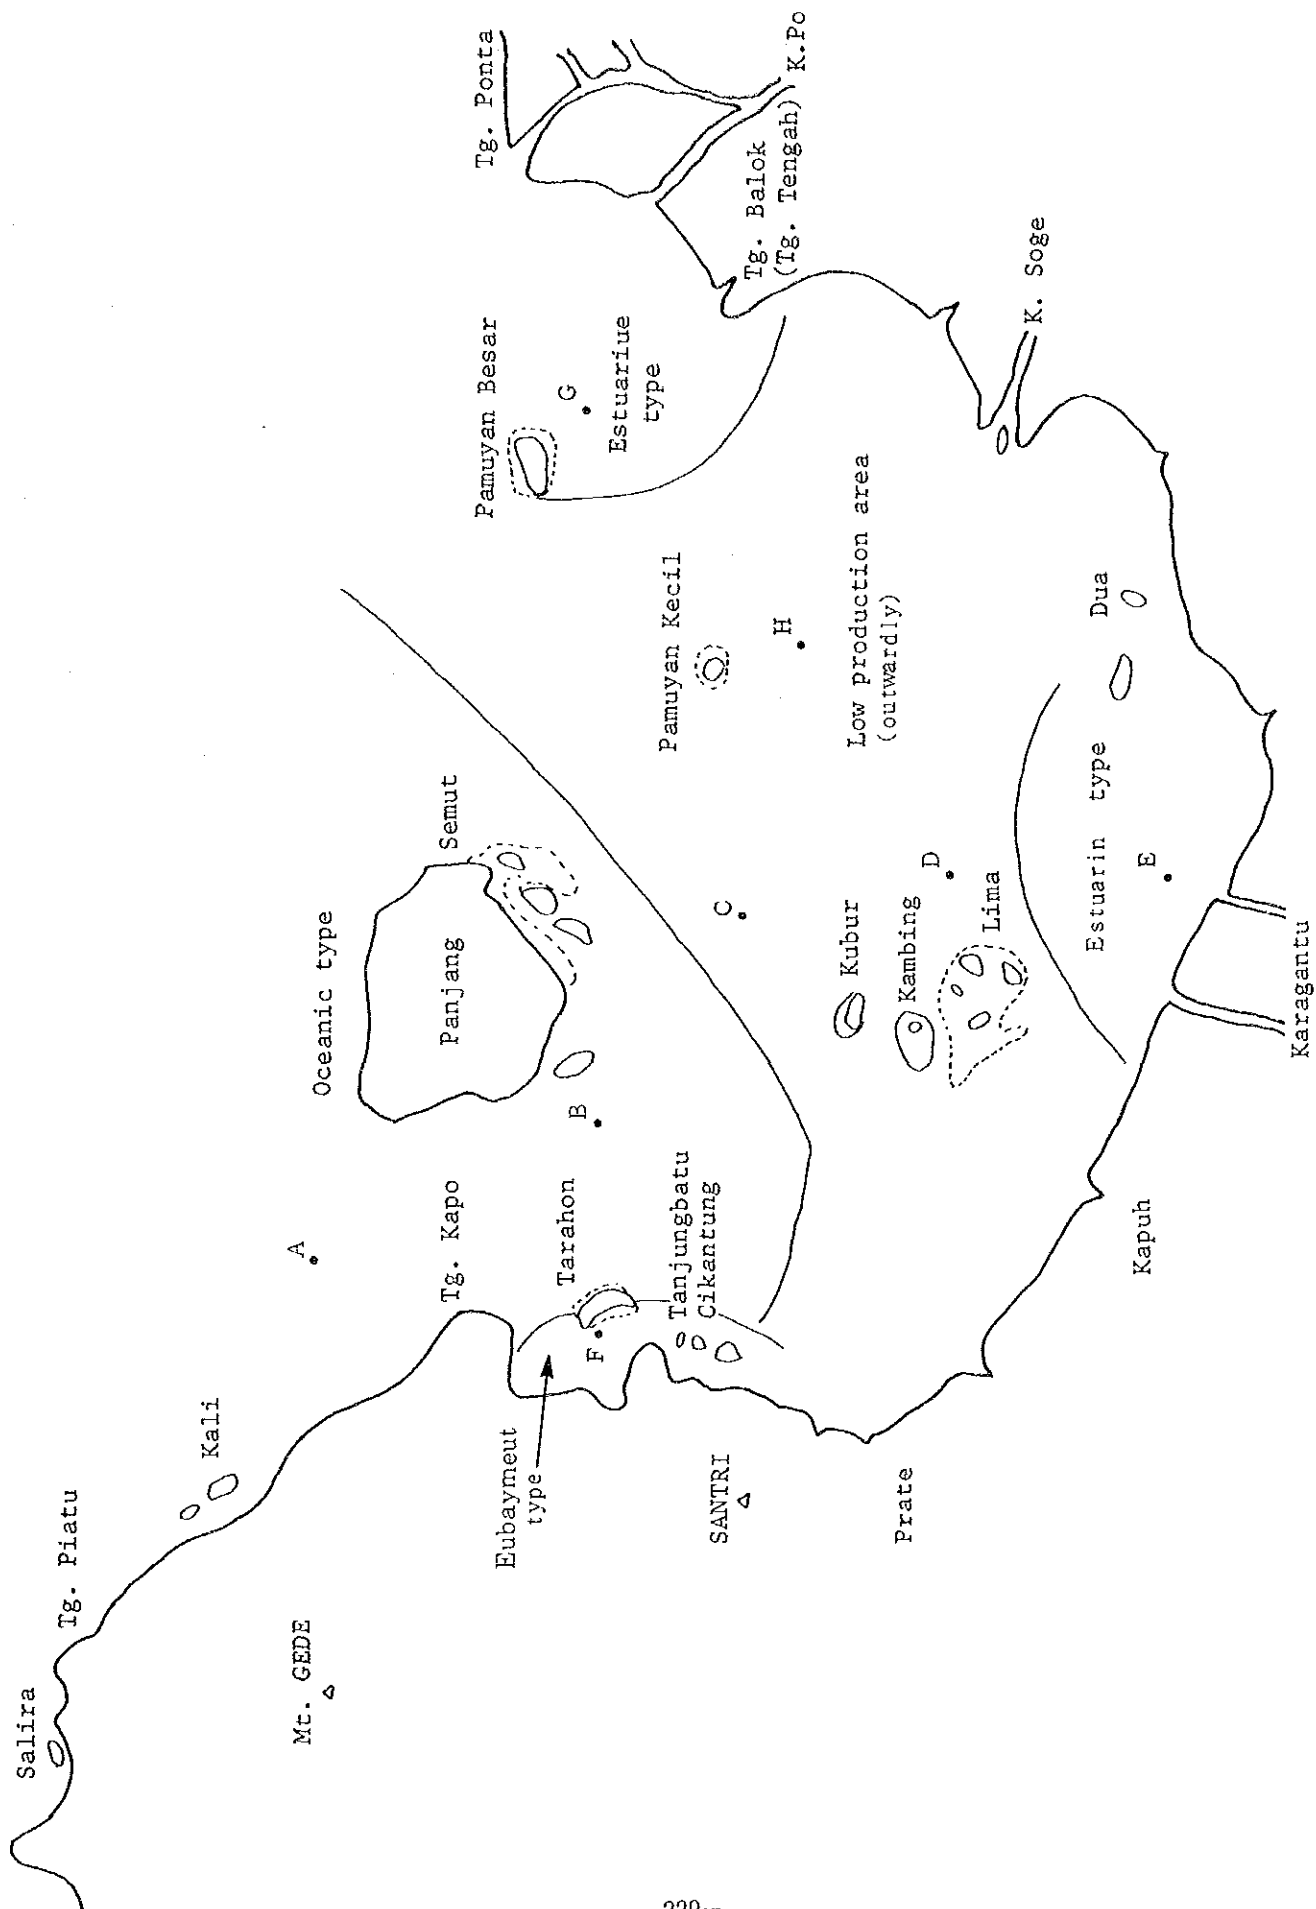 Salira
Tg. Piatu
Kali
A
Mt. GEDE
Oceanic type
Panjang
Semut
Tg. Kapo
Tarahon
B
F
Eubaymeut
type
Tanjungbatu
Cikantung
SANTRI
Prate
Pamuyan Besar
G
Estuariue
type
Tg. Ponta
K.Po
Tg. Balok
(Tg. Tengah)
K. Soge
Pamuyan Kecil
H
C
Low production area
(outwardly)
Kubur
Kambing
D
Lima
Dua
Estuarin type
E
Kapuh
Karagantu